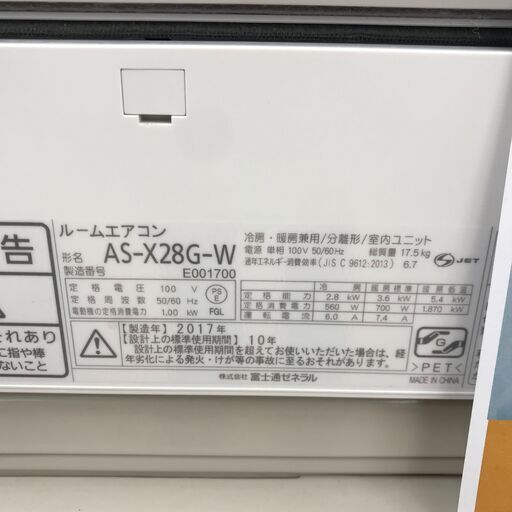 告
ルームエアコン
形名 AS-X28G-W
製造番号 E001700
冷房・暖房兼用/分離形/室内ユニット
電源 単相 100V 50/60Hz 総質量 17.5kg
通年エネルギー消費効率 (JIS C 9612:2013) 6.7
JET
定格電圧 100 V
定格周波数 50/60 Hz
電動機の定格消費電力 1.00 kW
PS
E
FGL
冷房 暖房標準 暖房低温
定格能力 2.8 kW 3.6 kW 5.4 kW
定格消費電力 560 W 700 W 1,870 kW
運転電流 6.0 A 7.4 A
【製造年】2017年
【設計上の標準使用期間】10年
【設計上の標準使用期間を超えてお使いいただいた場合は、経
年劣化による発火・けが等の事故に至るおそれがあります。
株式会社 富士通ゼネラル
G
PET
MADE IN CHINA
それあり
に指や棒
ないこと